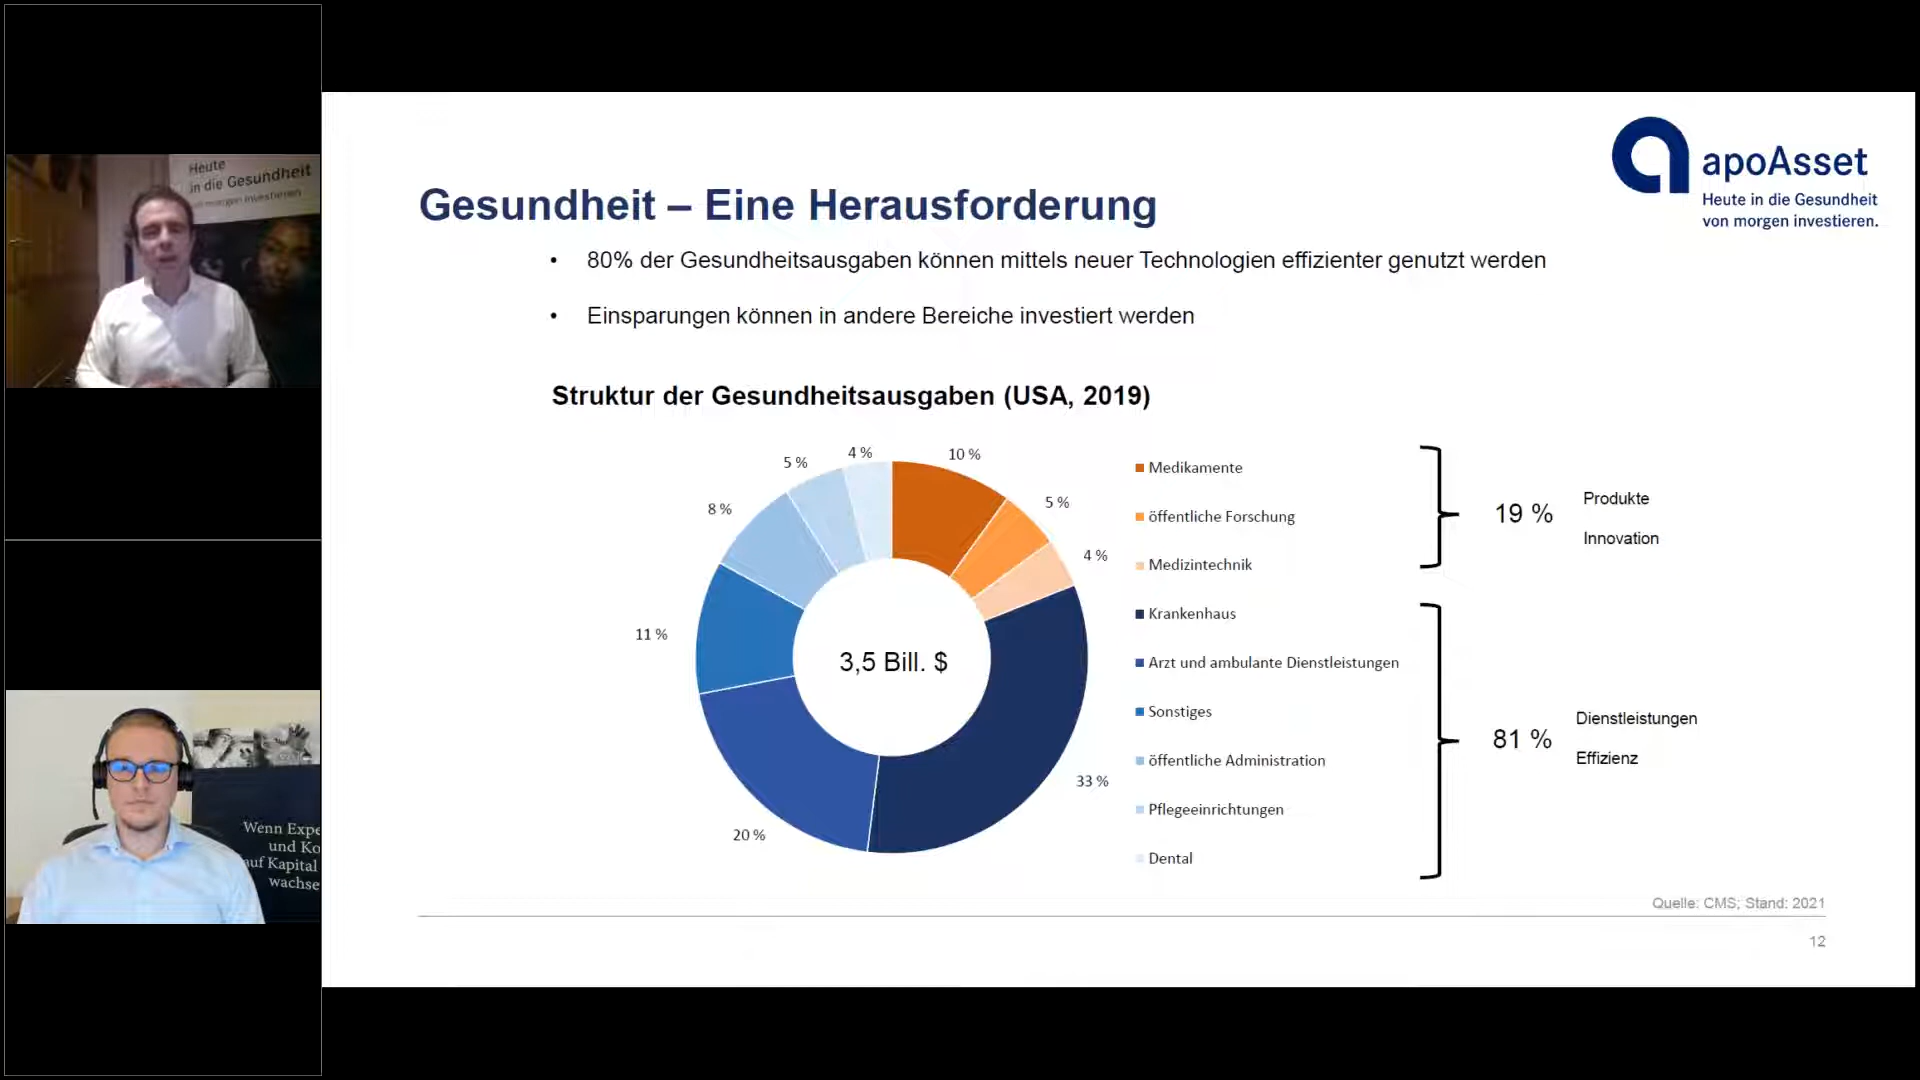 Heute
in die Gesundheit
von morgen investieren
Wenn Expe
und Ko
auf Kapital
wachse
apoAsset
Heute in die Gesundheit
von morgen investieren.
Gesundheit – Eine Herausforderung
• 80% der Gesundheitsausgaben können mittels neuer Technologien effizienter genutzt werden
• Einsparungen können in andere Bereiche investiert werden
Struktur der Gesundheitsausgaben (USA, 2019)
10 %
5 %
4 %
33 %
20 %
11 %
8 %
5 %
4 %
3,5 Bill. $
Medikamente
öffentliche Forschung
Medizintechnik
Krankenhaus
Arzt und ambulante Dienstleistungen
Sonstiges
öffentliche Administration
Pflegeeinrichtungen
Dental
19 %
Produkte
Innovation
81 %
Dienstleistungen
Effizienz
Quelle: CMS; Stand: 2021
12